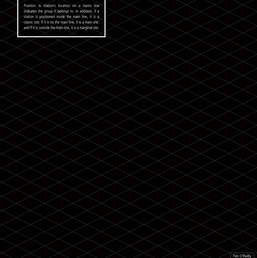 Position: A station's location on a metro line
indicates the group it belongs to. In addition, if a
station is positioned inside the main line, it is a
classic site; if it is on the main line, it is a main site;
and if it is outside the main line, it is a marginal site.
Tim O'Reilly